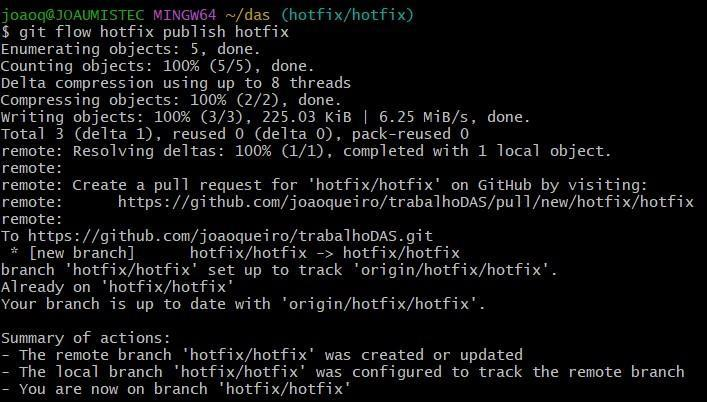 joaoq@JOAUMISTEC MINGW64 ~/das (hotfix/hotfix)
$ git flow hotfix publish hotfix
Enumerating objects: 5, done.
Counting objects: 100% (5/5), done.
Delta compression using up to 8 threads
Compressing objects: 100% (2/2), done.
Writing objects: 100% (3/3), 225.03 KiB | 6.25 MiB/s, done.
Total 3 (delta 1), reused 0 (delta 0), pack-reused 0
remote: Resolving deltas: 100% (1/1), completed with 1 local object.
remote:
remote: Create a pull request for 'hotfix/hotfix' on GitHub by visiting:
remote:      https://github.com/joaoqueiro/trabalhoDAS/pull/new/hotfix/hotfix
remote:
To https://github.com/joaoqueiro/trabalhoDAS.git
 * [new branch]      hotfix/hotfix -> hotfix/hotfix
branch 'hotfix/hotfix' set up to track 'origin/hotfix/hotfix'.
Already on 'hotfix/hotfix'
Your branch is up to date with 'origin/hotfix/hotfix'.

Summary of actions:
- The remote branch 'hotfix/hotfix' was created or updated
- The local branch 'hotfix/hotfix' was configured to track the remote branch
- You are now on branch 'hotfix/hotfix'